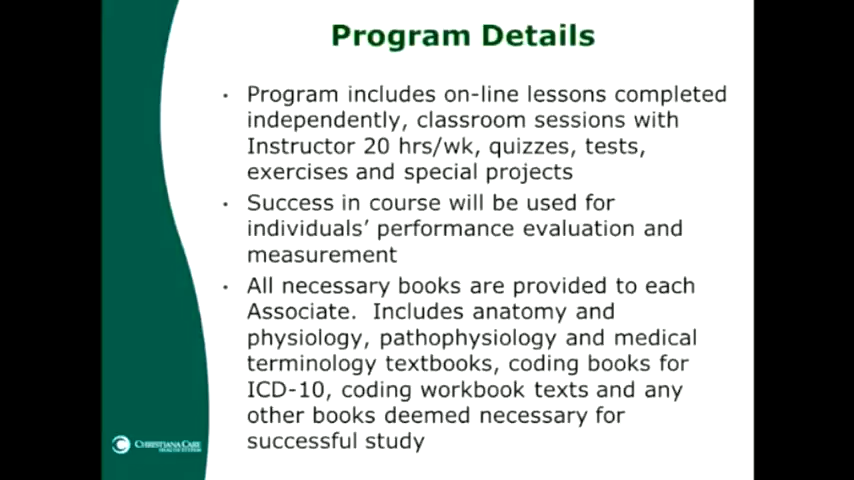 Program Details
• Program includes on-line lessons completed
independently, classroom sessions with
Instructor 20 hrs/wk, quizzes, tests,
exercises and special projects
• Success in course will be used for
individuals' performance evaluation and
measurement
• All necessary books are provided to each
Associate.  Includes anatomy and
physiology, pathophysiology and medical
terminology textbooks, coding books for
ICD-10, coding workbook texts and any
other books deemed necessary for
successful study
CHRISTIANA CARE
HEALTH SYSTEM